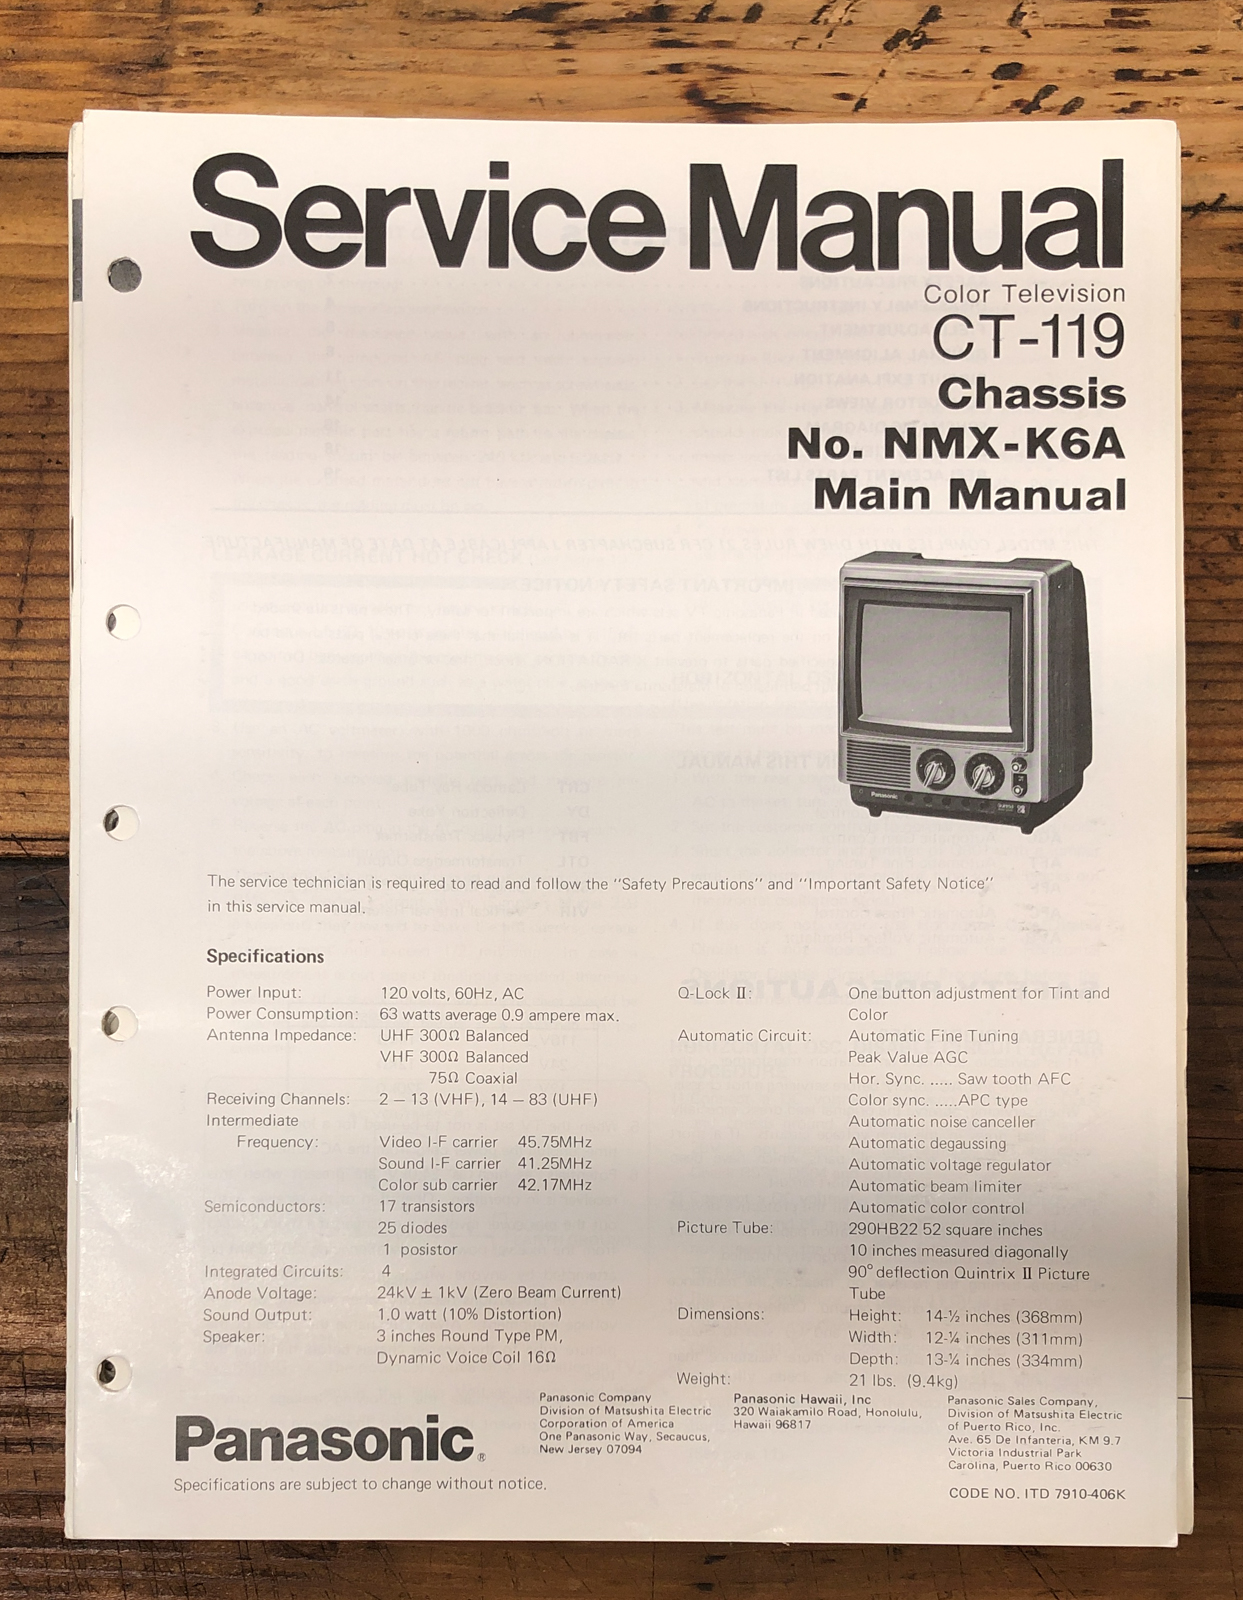 Service Manual
Color Television
CT-119
Chassis
No. NMX-K6A
Main Manual
Panasonic
The service technician is required to read and follow the "Safety Precautions" and "Important Safety Notice"
in this service manual.
Specifications
Power Input: 120 volts, 60Hz, AC
Power Consumption: 63 watts average 0.9 ampere max.
Antenna Impedance: UHF 300Ω Balanced
VHF 300Ω Balanced
75Ω Coaxial
Receiving Channels: 2 – 13 (VHF), 14 – 83 (UHF)
Intermediate
Frequency: Video I-F carrier 45.75MHz
Sound I-F carrier 41.25MHz
Color sub carrier 42.17MHz
Semiconductors: 17 transistors
25 diodes
1 posistor
Integrated Circuits: 4
Anode Voltage: 24kV ± 1kV (Zero Beam Current)
Sound Output: 1.0 watt (10% Distortion)
Speaker: 3 inches Round Type PM,
Dynamic Voice Coil 16Ω
Q-Lock II: One button adjustment for Tint and
Color
Automatic Circuit: Automatic Fine Tuning
Peak Value AGC
Hor. Sync. ..... Saw tooth AFC
Color sync. .....APC type
Automatic noise canceller
Automatic degaussing
Automatic voltage regulator
Automatic beam limiter
Automatic color control
Picture Tube: 290HB22 52 square inches
10 inches measured diagonally
90° deflection Quintrix II Picture
Tube
Dimensions: Height: 14-½ inches (368mm)
Width: 12-¼ inches (311mm)
Depth: 13-¼ inches (334mm)
Weight: 21 lbs. (9.4kg)
Panasonic®
Specifications are subject to change without notice.
Panasonic Company
Division of Matsushita Electric
Corporation of America
One Panasonic Way, Secaucus,
New Jersey 07094
Panasonic Hawaii, Inc
320 Waiakamilo Road, Honolulu,
Hawaii 96817
Panasonic Sales Company,
Division of Matsushita Electric
of Puerto Rico, Inc.
Ave. 65 De Infanteria, KM 9.7
Victoria Industrial Park
Carolina, Puerto Rico 00630
CODE NO. ITD 7910-406K